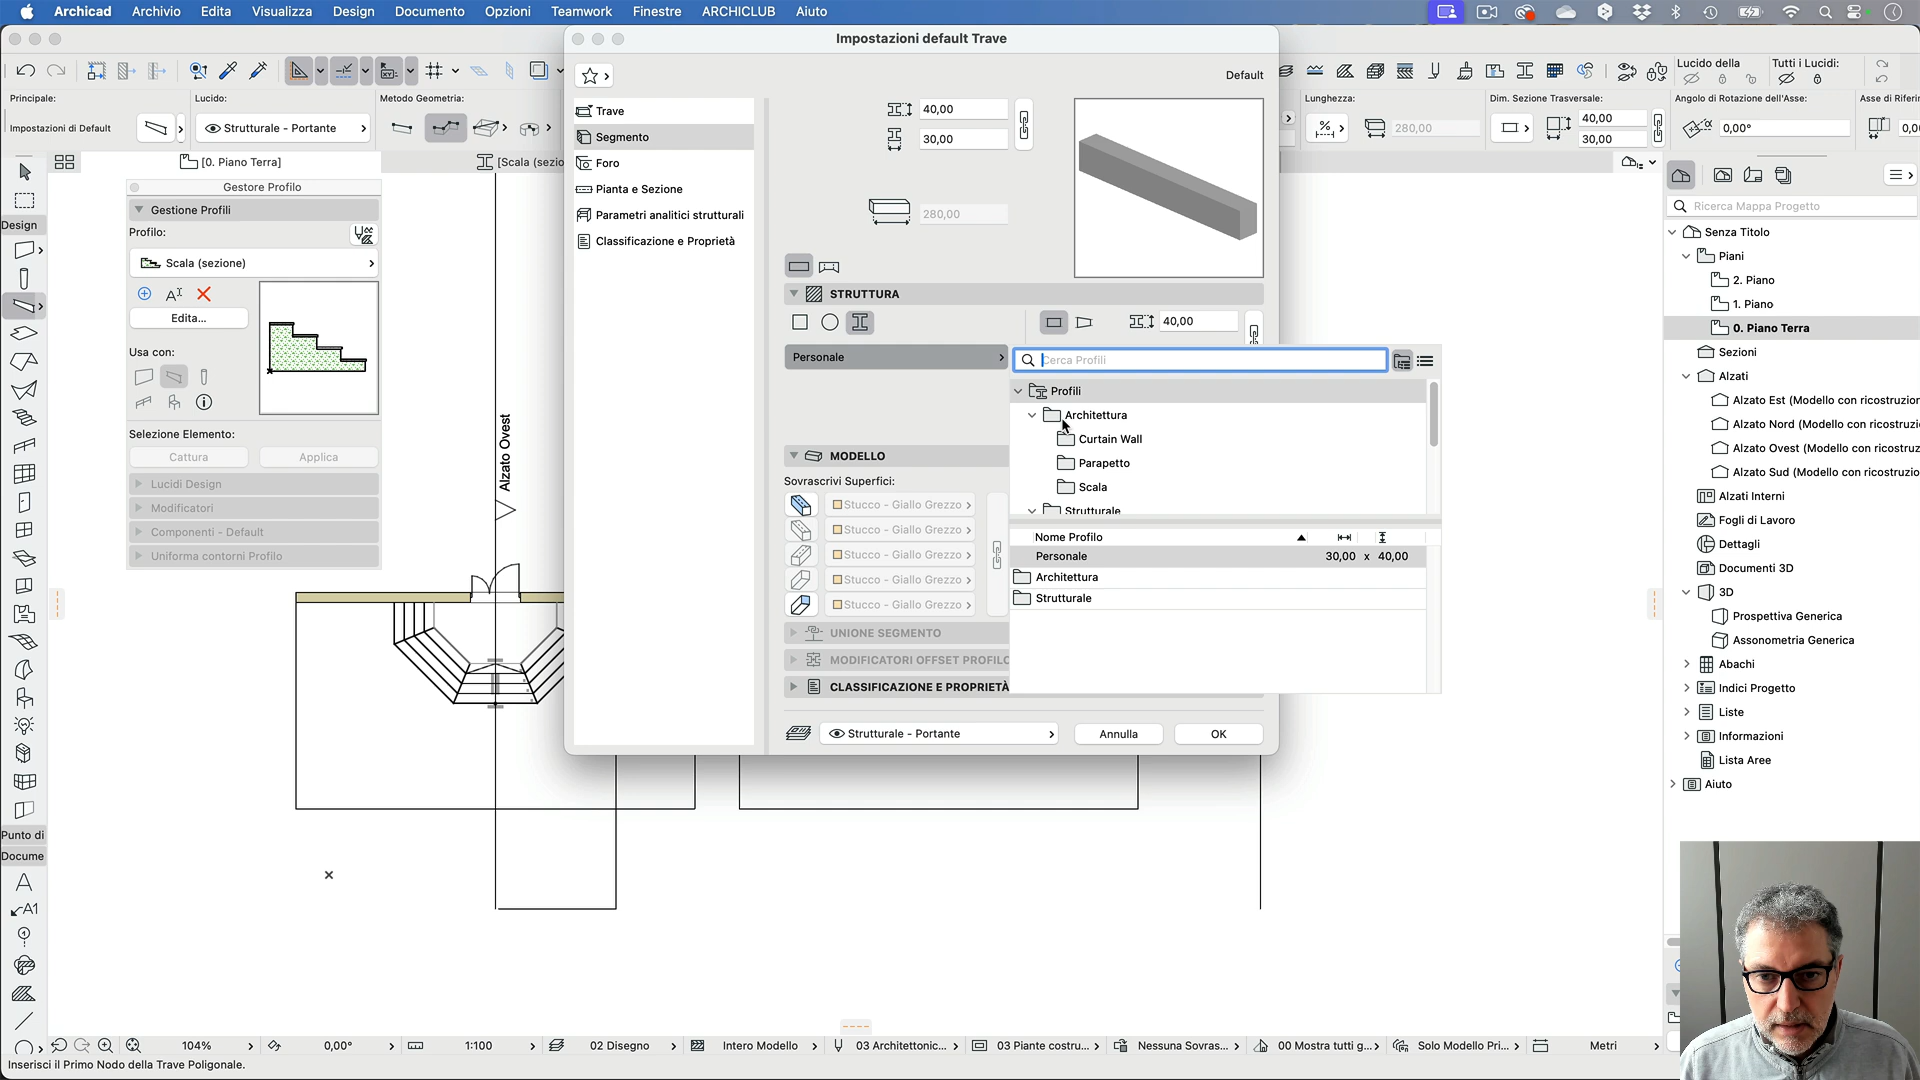 Archicad Archivio Edita Visualizza Design Documento Opzioni Teamwork Finestre ARCHICLUB Aiuto
Impostazioni default Trave
Default
Principale:
Impostazioni di Default
Lucido:
Strutturale - Portante
Metodo Geometria:
Lunghezza:
280,00
Dim. Sezione Trasversale:
40,00
30,00
Lucido della
Tutti i Lucidi:
Angolo di Rotazione dell'Asse:
0,00°
Asse di Riferi
[0. Piano Terra]
[Scala (sezio
Gestore Profilo
Gestione Profili
Profilo:
Scala (sezione)
Edita...
Usa con:
Selezione Elemento:
Cattura
Applica
Lucidi Design
Modificatori
Componenti - Default
Uniforma contorni Profilo
Design
Punto di
Docume
A1
Alzato Ovest
Trave
Segmento
Foro
Pianta e Sezione
Parametri analitici strutturali
Classificazione e Proprietà
40,00
30,00
280,00
STRUTTURA
40,00
Personale
Cerca Profili
Profili
Architettura
Curtain Wall
Parapetto
Scala
Strutturale
Nome Profilo
Personale 30,00 x 40,00
Architettura
Strutturale
MODELLO
Sovrascrivi Superfici:
Stucco - Giallo Grezzo
Stucco - Giallo Grezzo
Stucco - Giallo Grezzo
Stucco - Giallo Grezzo
Stucco - Giallo Grezzo
UNIONE SEGMENTO
MODIFICATORI OFFSET PROFILO
CLASSIFICAZIONE E PROPRIETÀ
Strutturale - Portante
Annulla
OK
Ricerca Mappa Progetto
Senza Titolo
Piani
2. Piano
1. Piano
0. Piano Terra
Sezioni
Alzati
Alzato Est (Modello con ricostruzior
Alzato Nord (Modello con ricostruzi
Alzato Ovest (Modello con ricostruz
Alzato Sud (Modello con ricostruzio
Alzati Interni
Fogli di Lavoro
Dettagli
Documenti 3D
3D
Prospettiva Generica
Assonometria Generica
Abachi
Indici Progetto
Liste
Informazioni
Lista Aree
Aiuto
104% 0,00° 1:100 02 Disegno Intero Modello 03 Architettonic... 03 Piante costru... Nessuna Sovras... 00 Mostra tutti g... Solo Modello Pri... Metri
Inserisci il Primo Nodo della Trave Poligonale.